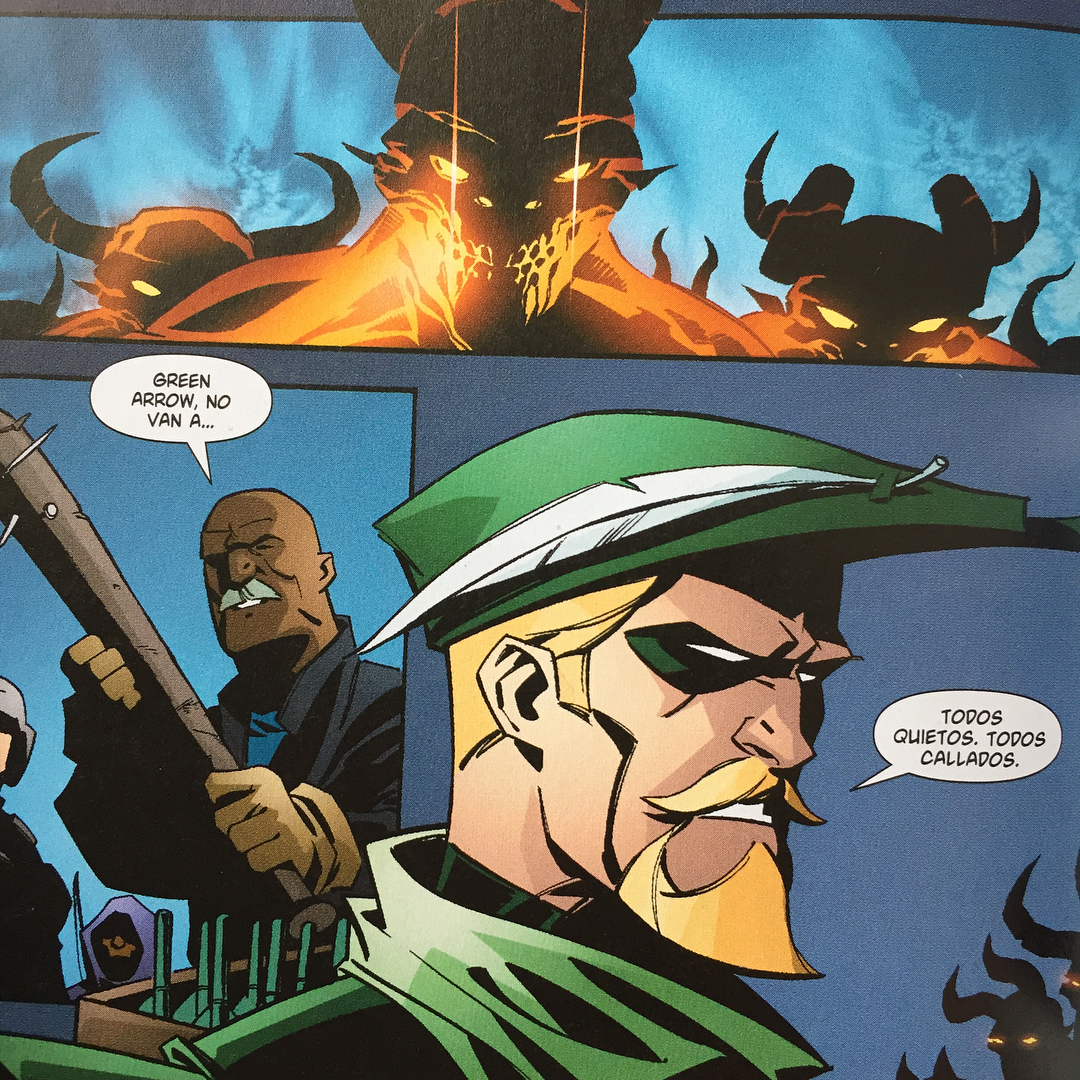 GREEN
ARROW, NO
VAN A...
TODOS
QUIETOS. TODOS
CALLADOS.